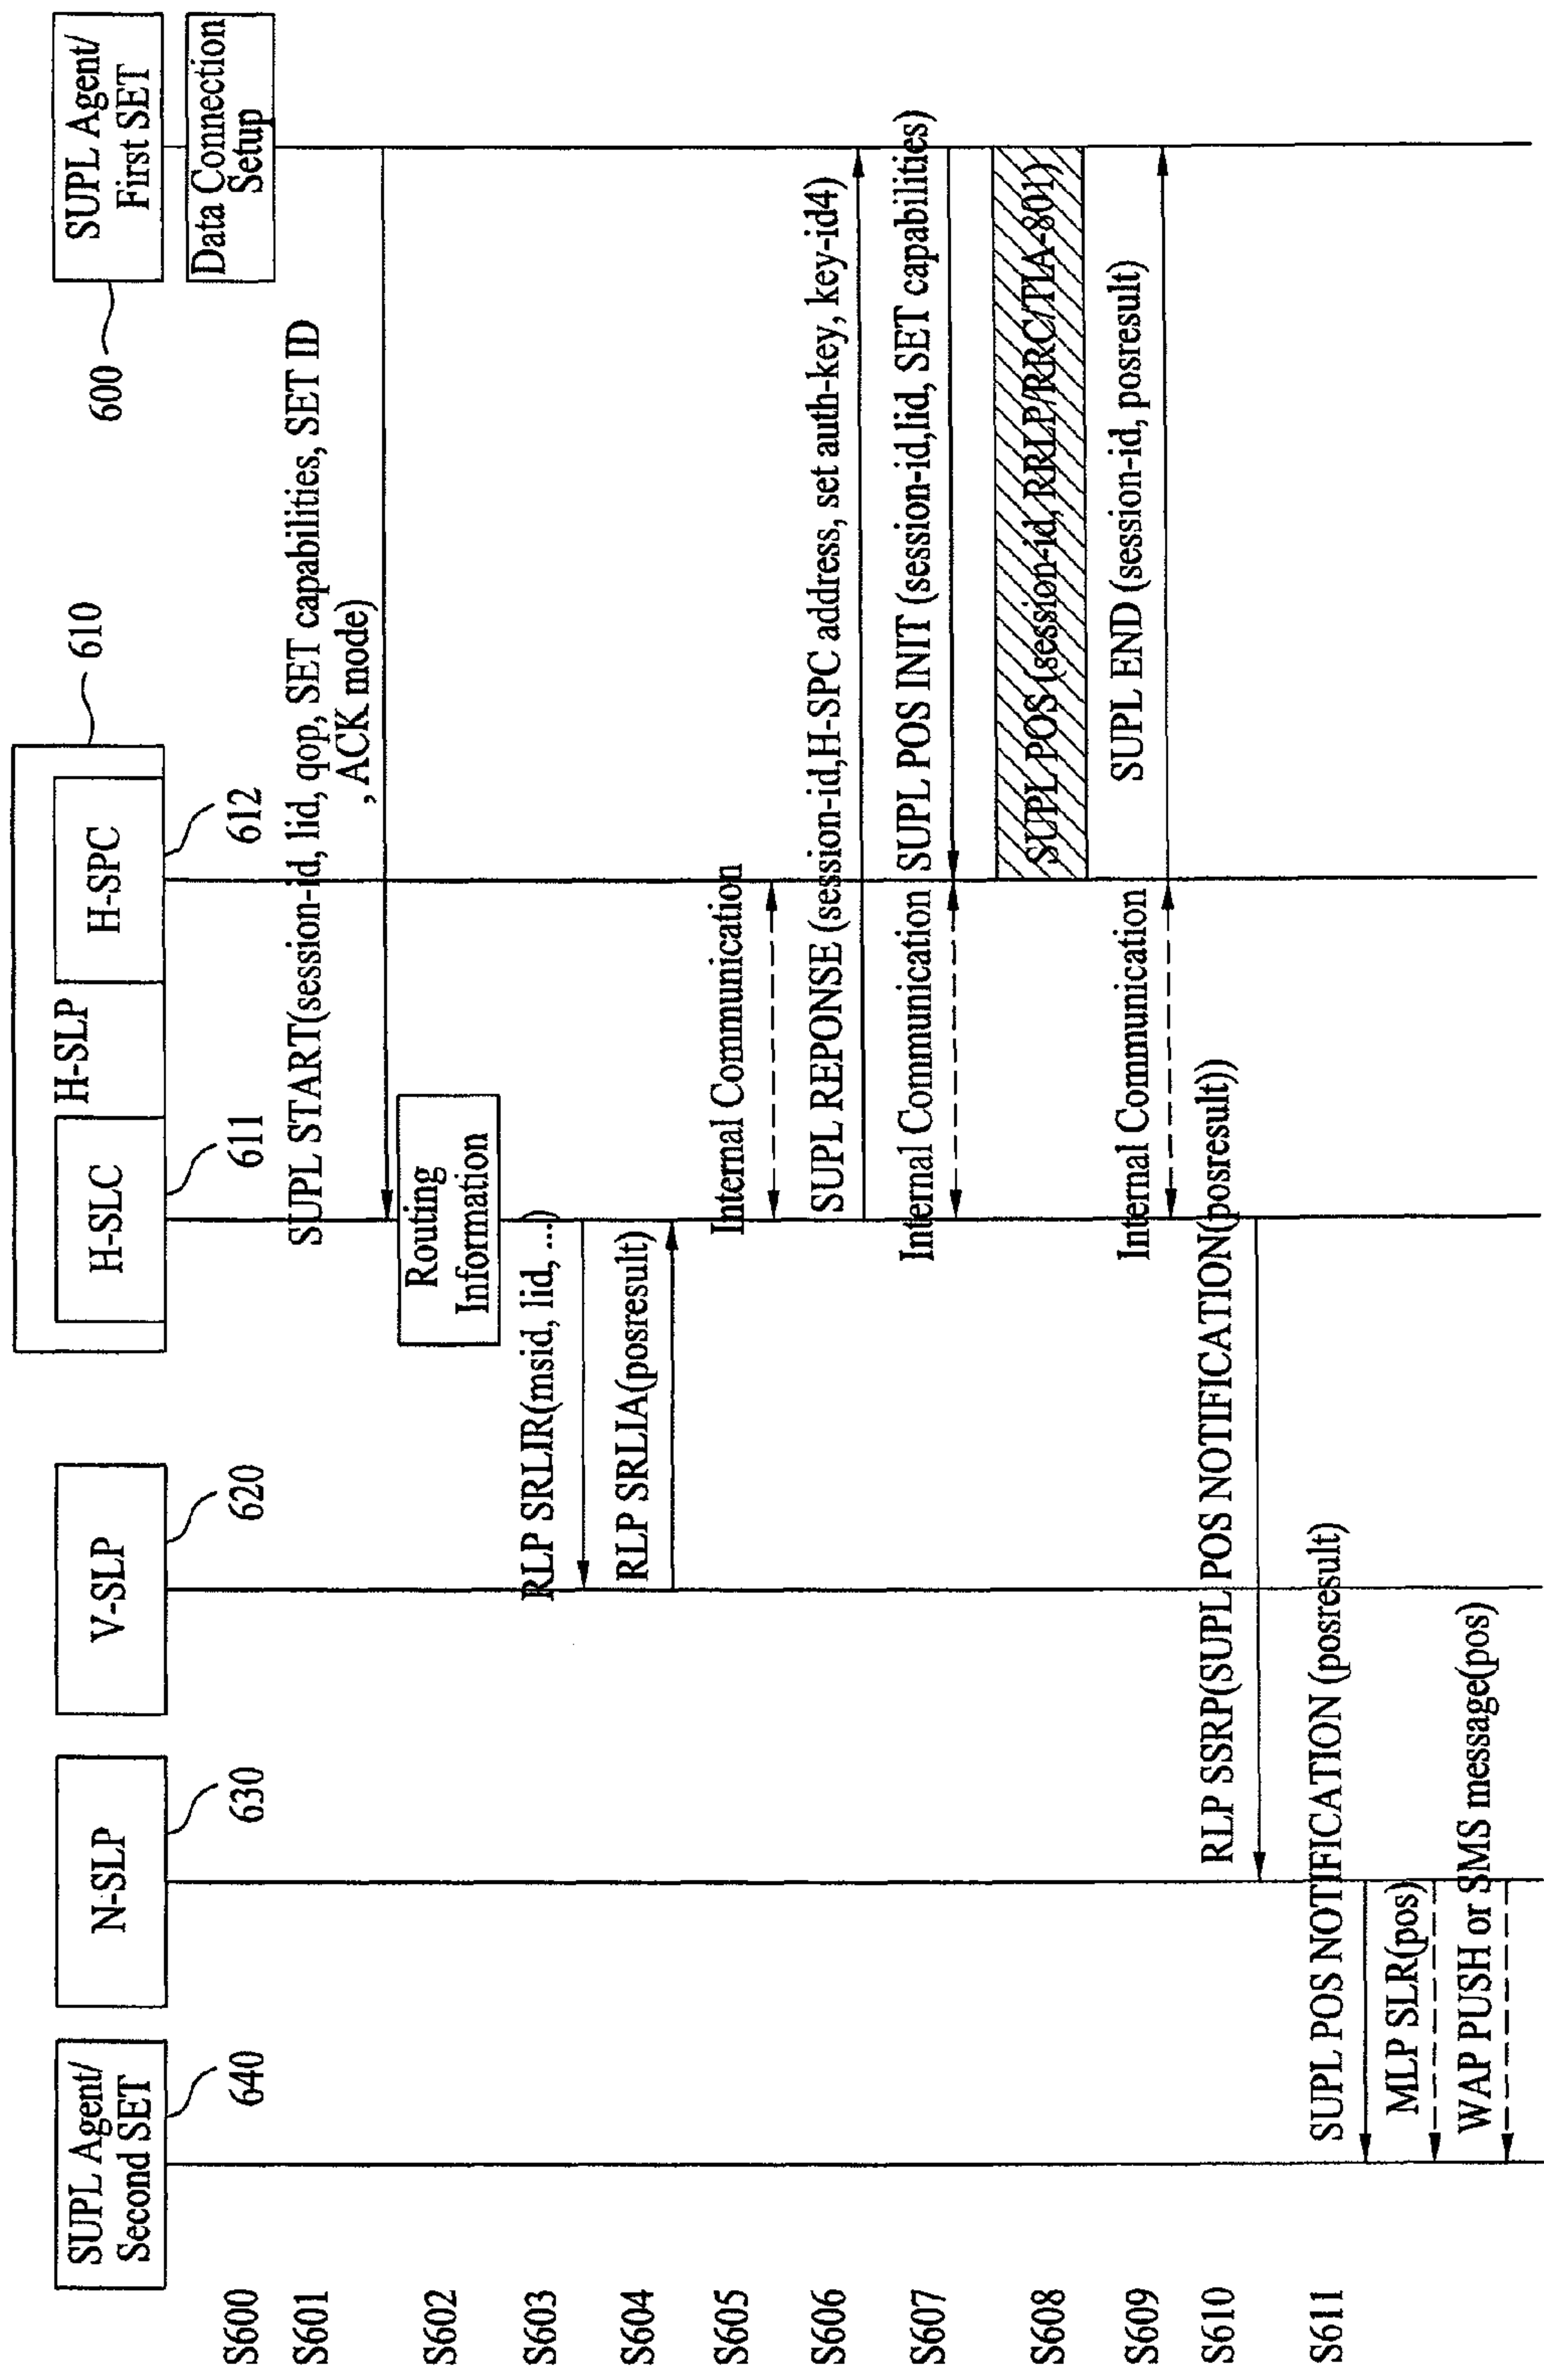 SUPL Agent/
Second SET
640
N-SLP
630
V-SLP
620
H-SLP
H-SLC
611
H-SPC
612
610
SUPL Agent/
First SET
600
S600
Data Connection
Setup
S601
SUPL START(session-id, lid, qop, SET capabilities, SET ID
, ACK mode)
S602
Routing
Information
S603
RLP SRLIR(msid, lid, ...)
S604
RLP SRLIA(posresult)
S605
Internal Communication
S606
SUPL REPONSE (session-id,H-SPC address, set auth-key, key-id4)
S607
Internal Communication
SUPL POS INIT (session-id,lid, SET capabilities)
S608
SUPL POS (session-id, RRLP/RRC/TIA-801)
S609
Internal Communication
SUPL END (session-id, posresult)
S610
RLP SSRP(SUPL POS NOTIFICATION(posresult))
S611
SUPL POS NOTIFICATION (posresult)
MLP SLR(pos)
WAP PUSH or SMS message(pos)